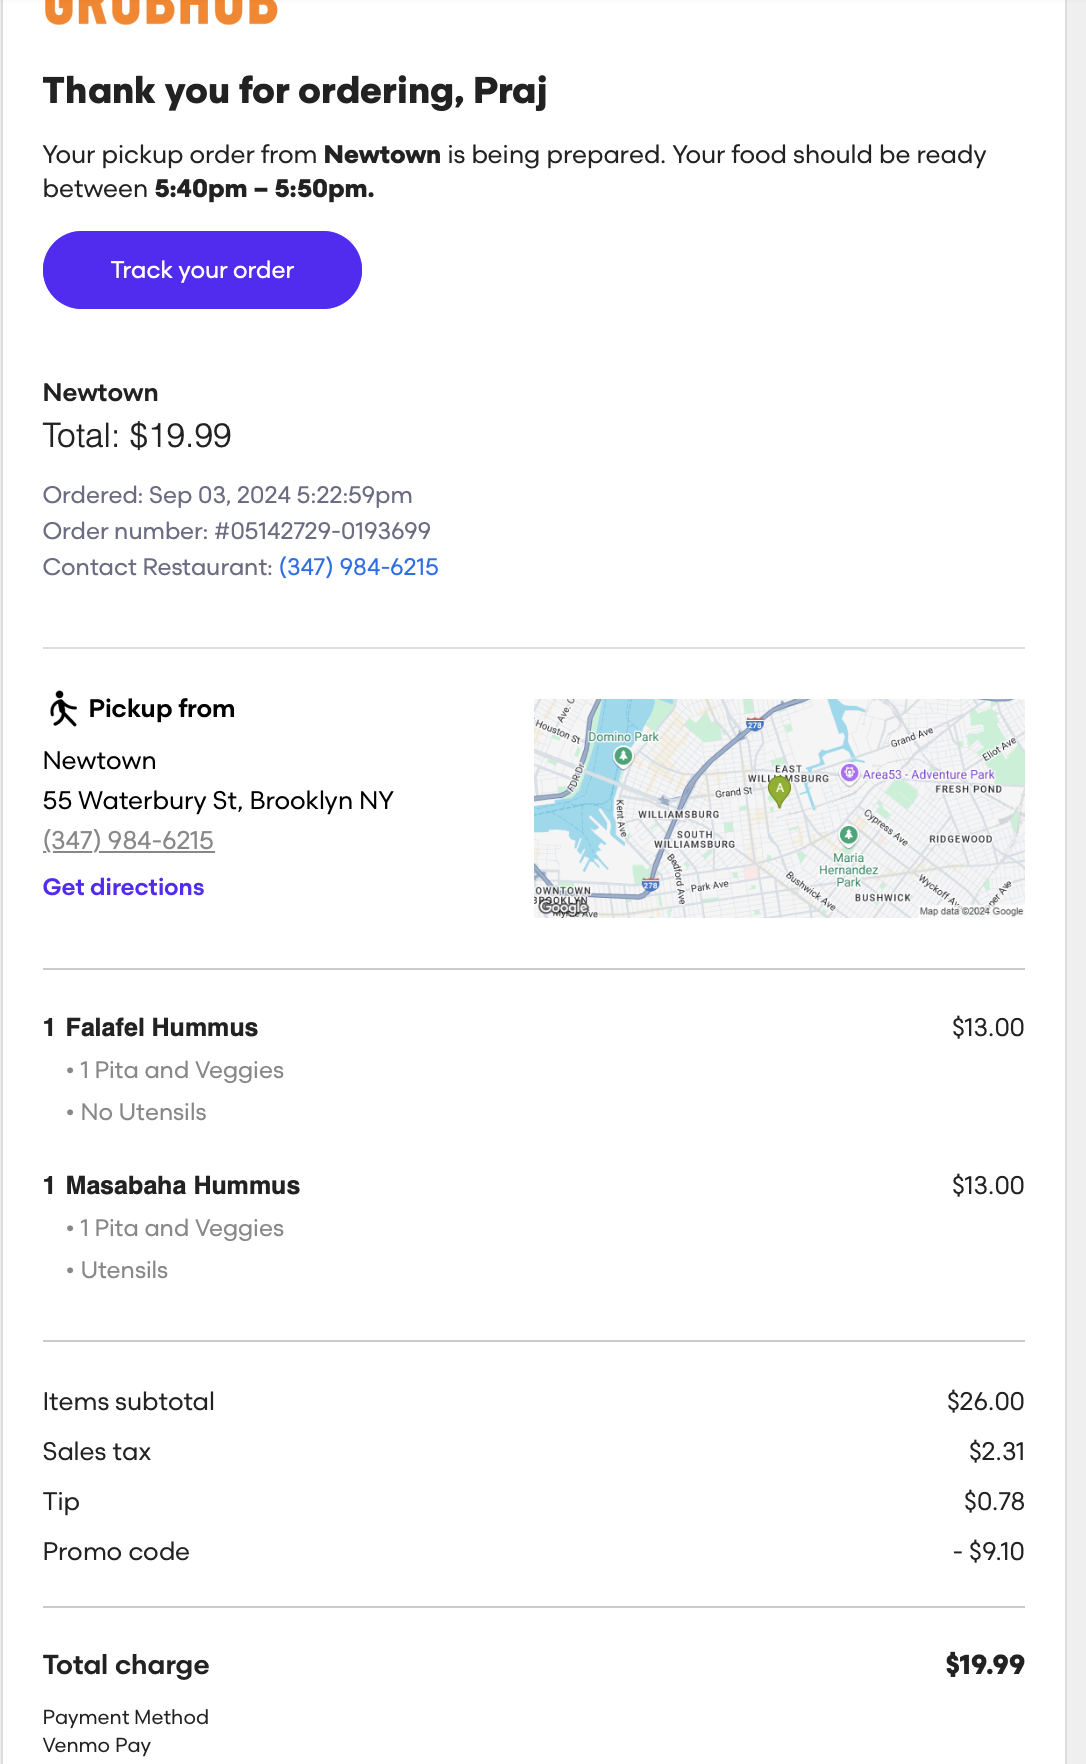 GRUBHUB
Thank you for ordering, Praj
Your pickup order from Newtown is being prepared. Your food should be ready
between 5:40pm – 5:50pm.
Track your order
Newtown
Total: $19.99
Ordered: Sep 03, 2024 5:22:59pm
Order number: #05142729-0193699
Contact Restaurant: (347) 984-6215
Pickup from
Newtown
55 Waterbury St, Brooklyn NY
(347) 984-6215
Get directions
Houston St
Ave. C
FDR Dr
Domino Park
Kent Ave
278
EAST
WILLIAMSBURG
A
Grand St
Grand Ave
Eliot Ave
Area53 - Adventure Park
FRESH POND
WILLIAMSBURG
SOUTH
WILLIAMSBURG
Cypress Ave
RIDGEWOOD
Maria
Hernandez
Park
Bedford Ave
278
Park Ave
Bushwick Ave
BUSHWICK
Wyckoff Av
OWNTOWN
BROOKLYN
Google
Map data ©2024 Google
1 Falafel Hummus $13.00
• 1 Pita and Veggies
• No Utensils
1 Masabaha Hummus $13.00
• 1 Pita and Veggies
• Utensils
Items subtotal $26.00
Sales tax $2.31
Tip $0.78
Promo code - $9.10
Total charge $19.99
Payment Method
Venmo Pay